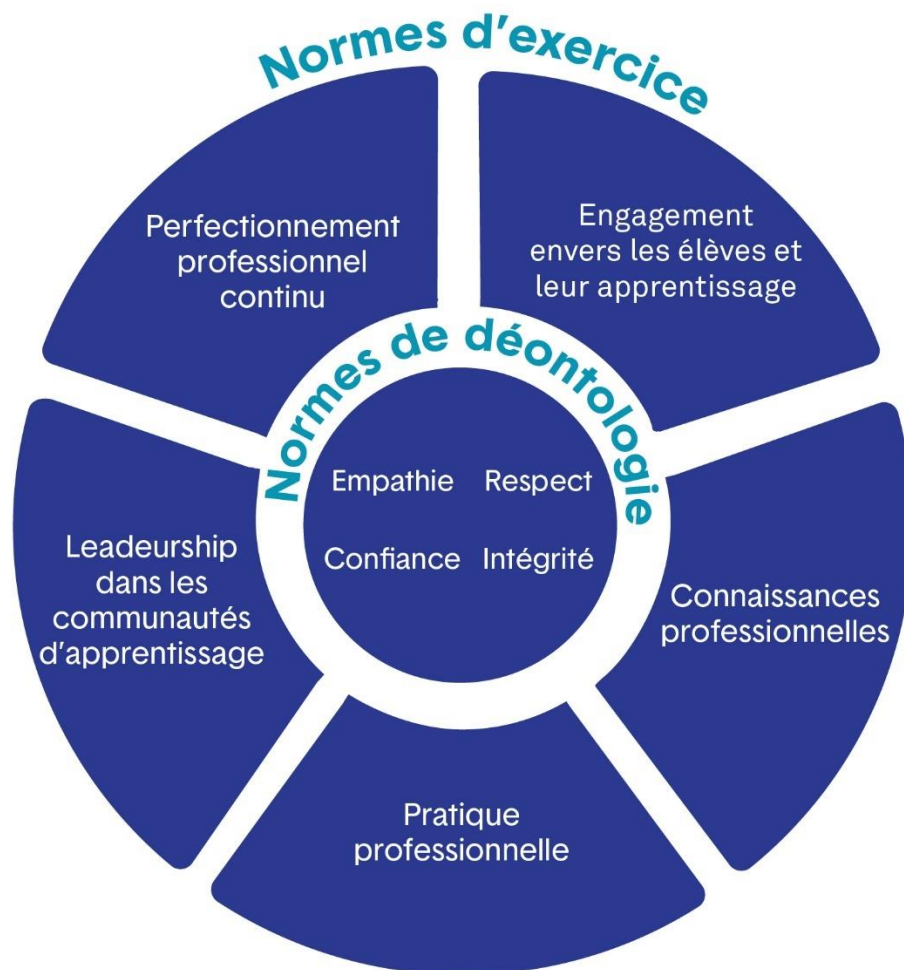 Normes d'exercice
Perfectionnement
professionnel
continu
Engagement
envers les élèves et
leur apprentissage
Normes de déontologie
Empathie Respect
Confiance Intégrité
Leadeurship
dans les
communautés
d'apprentissage
Connaissances
professionnelles
Pratique
professionnelle